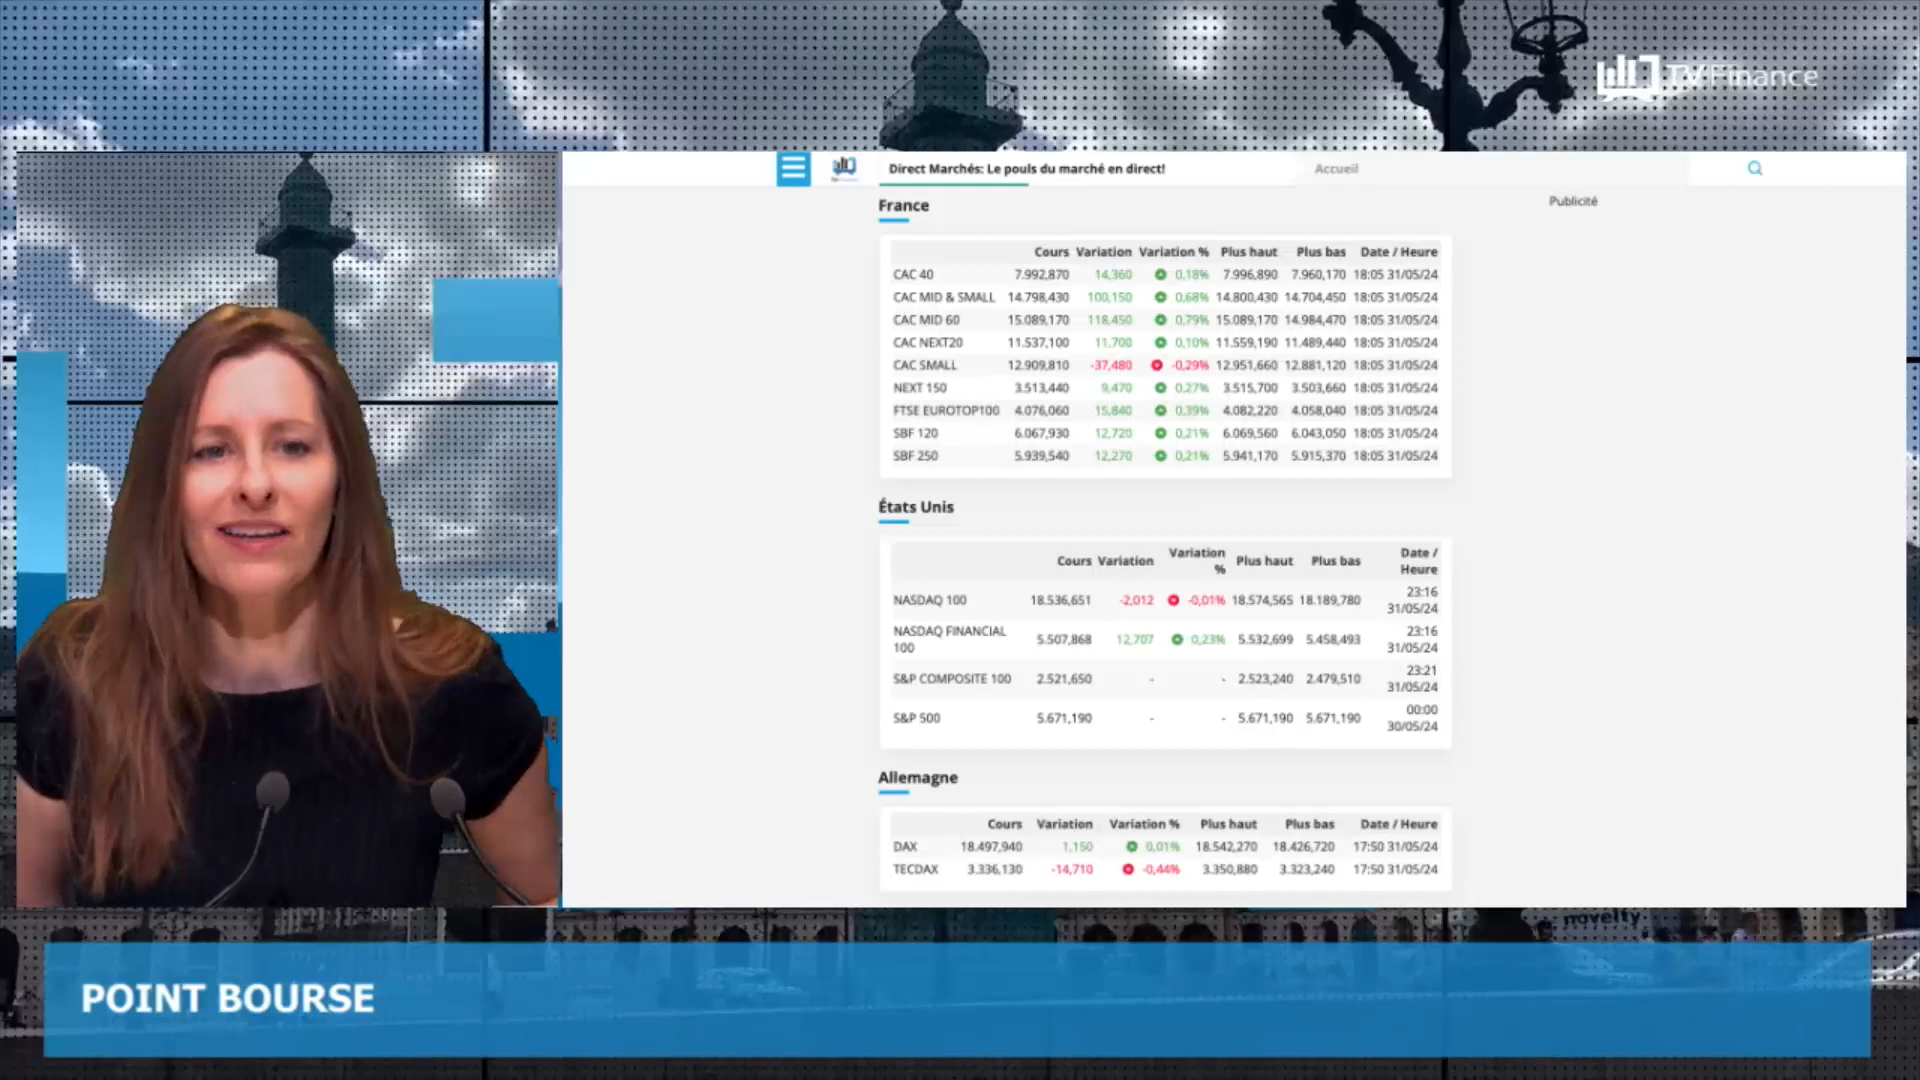 TVFinance
Direct Marchés: Le pouls du marché en direct!
Accueil
Publicité
France
Cours Variation Variation % Plus haut Plus bas Date / Heure
CAC 40 7.992,870 14,360 0,18% 7.996,890 7.960,170 18:05 31/05/24
CAC MID & SMALL 14.798,430 100,150 0,68% 14.800,430 14.704,450 18:05 31/05/24
CAC MID 60 15.089,170 118,450 0,79% 15.089,170 14.984,470 18:05 31/05/24
CAC NEXT20 11.537,100 11,700 0,10% 11.559,190 11.489,440 18:05 31/05/24
CAC SMALL 12.909,810 -37,480 -0,29% 12.951,660 12.881,120 18:05 31/05/24
NEXT 150 3.513,440 9,470 0,27% 3.515,700 3.503,660 18:05 31/05/24
FTSE EUROTOP100 4.076,060 15,840 0,39% 4.082,220 4.058,040 18:05 31/05/24
SBF 120 6.067,930 12,720 0,21% 6.069,560 6.043,050 18:05 31/05/24
SBF 250 5.939,540 12,270 0,21% 5.941,170 5.915,370 18:05 31/05/24
États Unis
Cours Variation Variation % Plus haut Plus bas Date / Heure
NASDAQ 100 18.536,651 -2,012 -0,01% 18.574,565 18.189,780 23:16 31/05/24
NASDAQ FINANCIAL 100 5.507,868 12,707 0,23% 5.532,699 5.458,493 23:16 31/05/24
S&P COMPOSITE 100 2.521,650 - - 2.523,240 2.479,510 23:21 31/05/24
S&P 500 5.671,190 - - 5.671,190 5.671,190 00:00 30/05/24
Allemagne
Cours Variation Variation % Plus haut Plus bas Date / Heure
DAX 18.497,940 1,150 0,01% 18.542,270 18.426,720 17:50 31/05/24
TECDAX 3.336,130 -14,710 -0,44% 3.350,880 3.323,240 17:50 31/05/24
novelty
POINT BOURSE